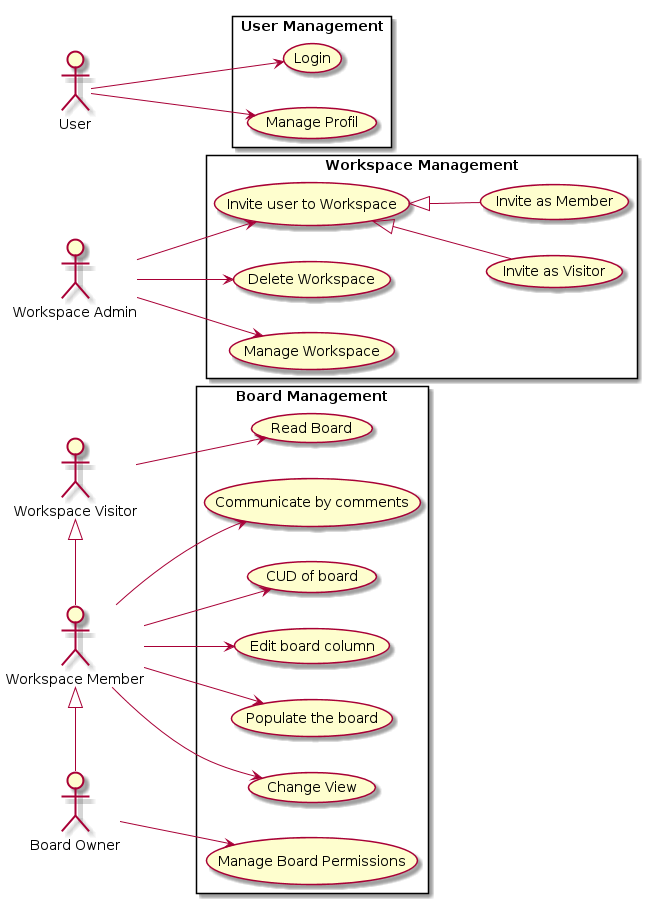 User Management
Login
User
Manage Profil
Workspace Management
Invite user to Workspace
Invite as Member
Invite as Visitor
Delete Workspace
Workspace Admin
Manage Workspace
Board Management
Read Board
Workspace Visitor
Communicate by comments
CUD of board
Edit board column
Workspace Member
Populate the board
Change View
Board Owner
Manage Board Permissions